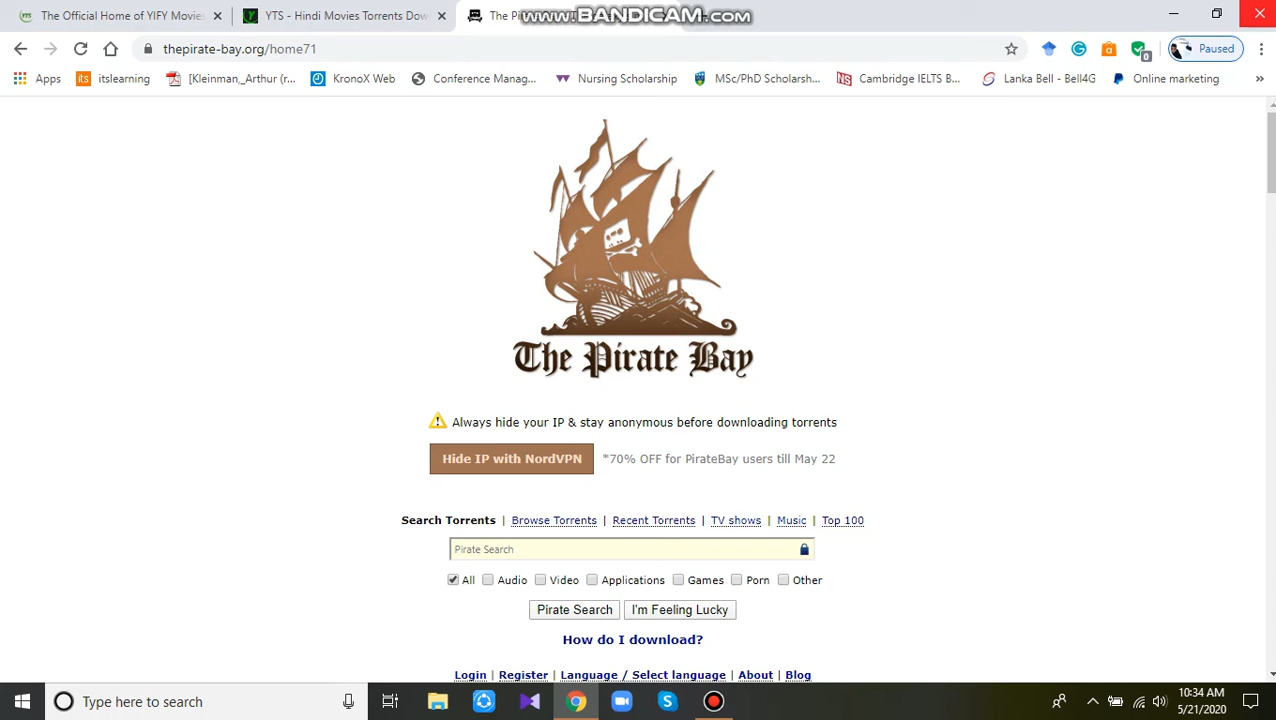 The Official Home of YIFY Movies
YTS - Hindi Movies Torrents Dow
The Pi
www.BANDICAM.com
thepirate-bay.org/home71
Paused
0
Apps
itslearning
[Kleinman,_Arthur (r...
KronoX Web
Conference Manag...
Nursing Scholarship
MSc/PhD Scholarsh...
Cambridge IELTS B...
Lanka Bell - Bell4G
Online marketing
»
The Pirate Bay
Always hide your IP & stay anonymous before downloading torrents
Hide IP with NordVPN *70% OFF for PirateBay users till May 22
Search Torrents | Browse Torrents | Recent Torrents | TV shows | Music | Top 100
Pirate Search
All Audio Video Applications Games Porn Other
Pirate Search I'm Feeling Lucky
How do I download?
Login | Register | Language / Select language | About | Blog
Type here to search
10:34 AM
5/21/2020